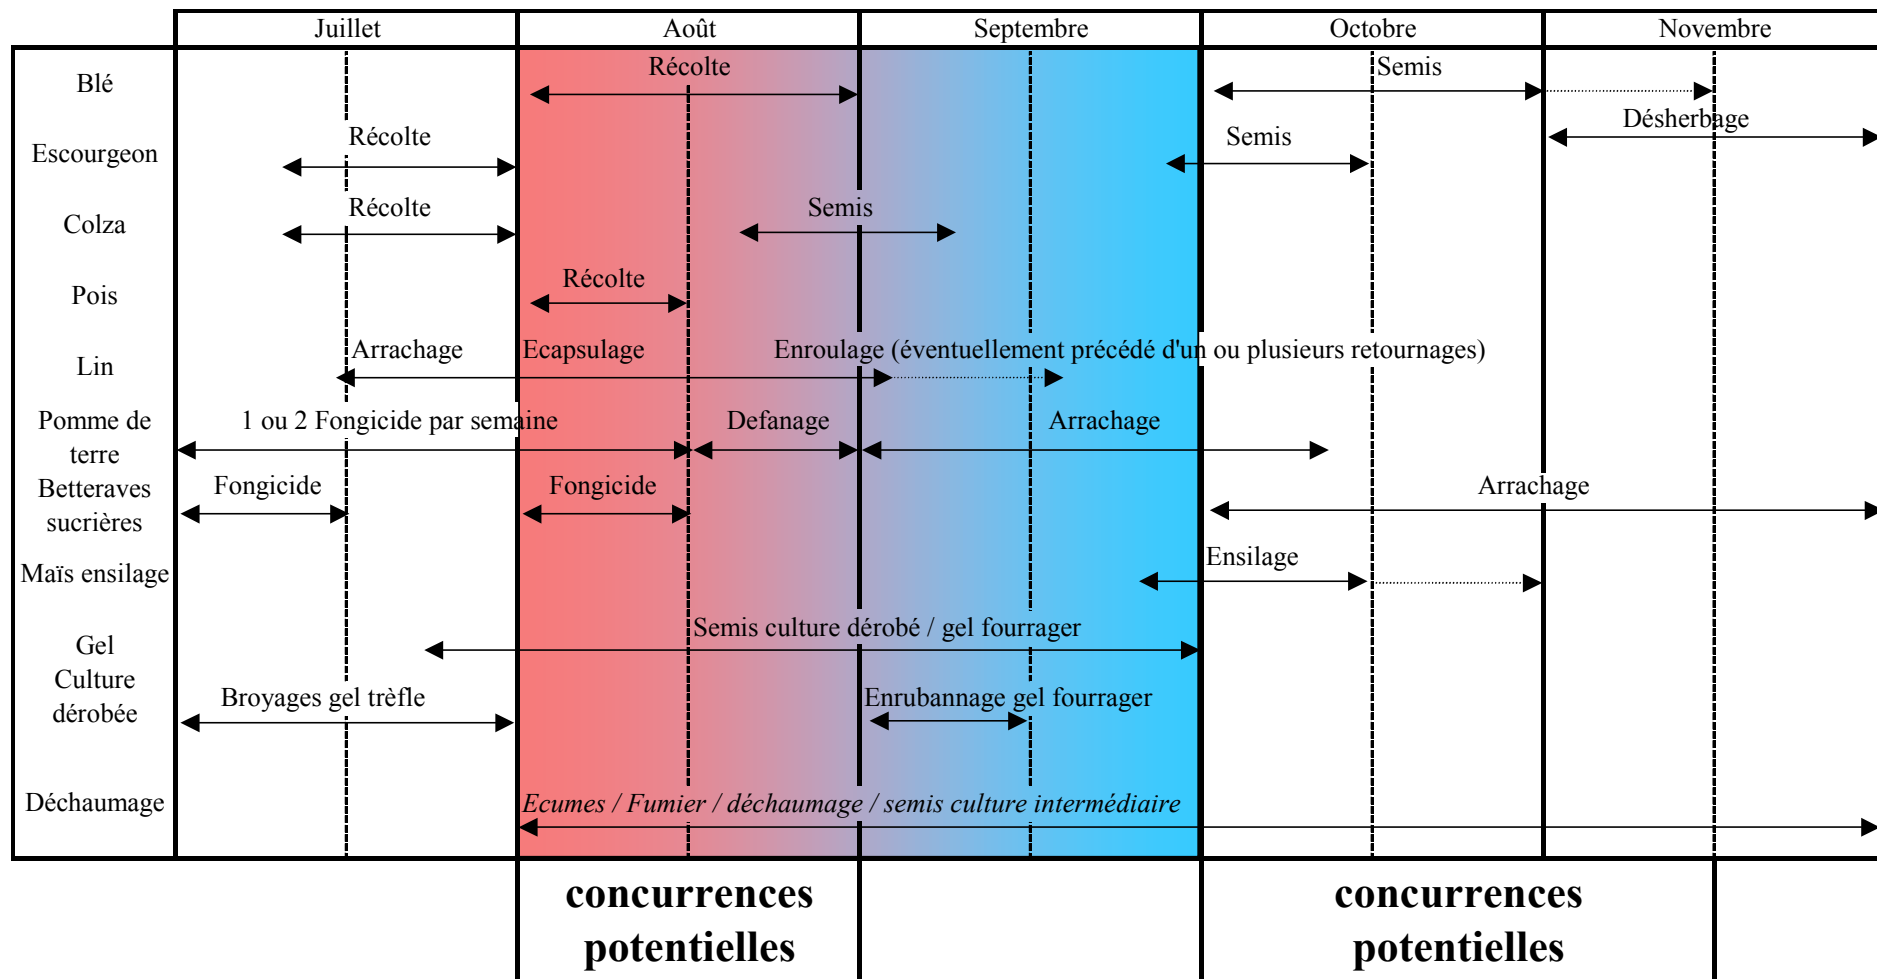 Juillet Août Septembre Octobre Novembre
Blé Récolte Semis
Désherbage
Escourgeon Récolte Semis
Colza Récolte Semis
Pois Récolte
Lin Arrachage Ecapsulage Enroulage (éventuellement précédé d'un ou plusieurs retournages)
Pomme de 1 ou 2 Fongicide par semaine Defanage Arrachage
terre
Betteraves Fongicide Fongicide Arrachage
sucrières
Maïs ensilage Ensilage
Semis culture dérobé / gel fourrager
Gel
Culture
dérobée Broyages gel trèfle Enrubannage gel fourrager
Déchaumage Ecumes / Fumier / déchaumage / semis culture intermédiaire
concurrences concurrences
potentielles potentielles